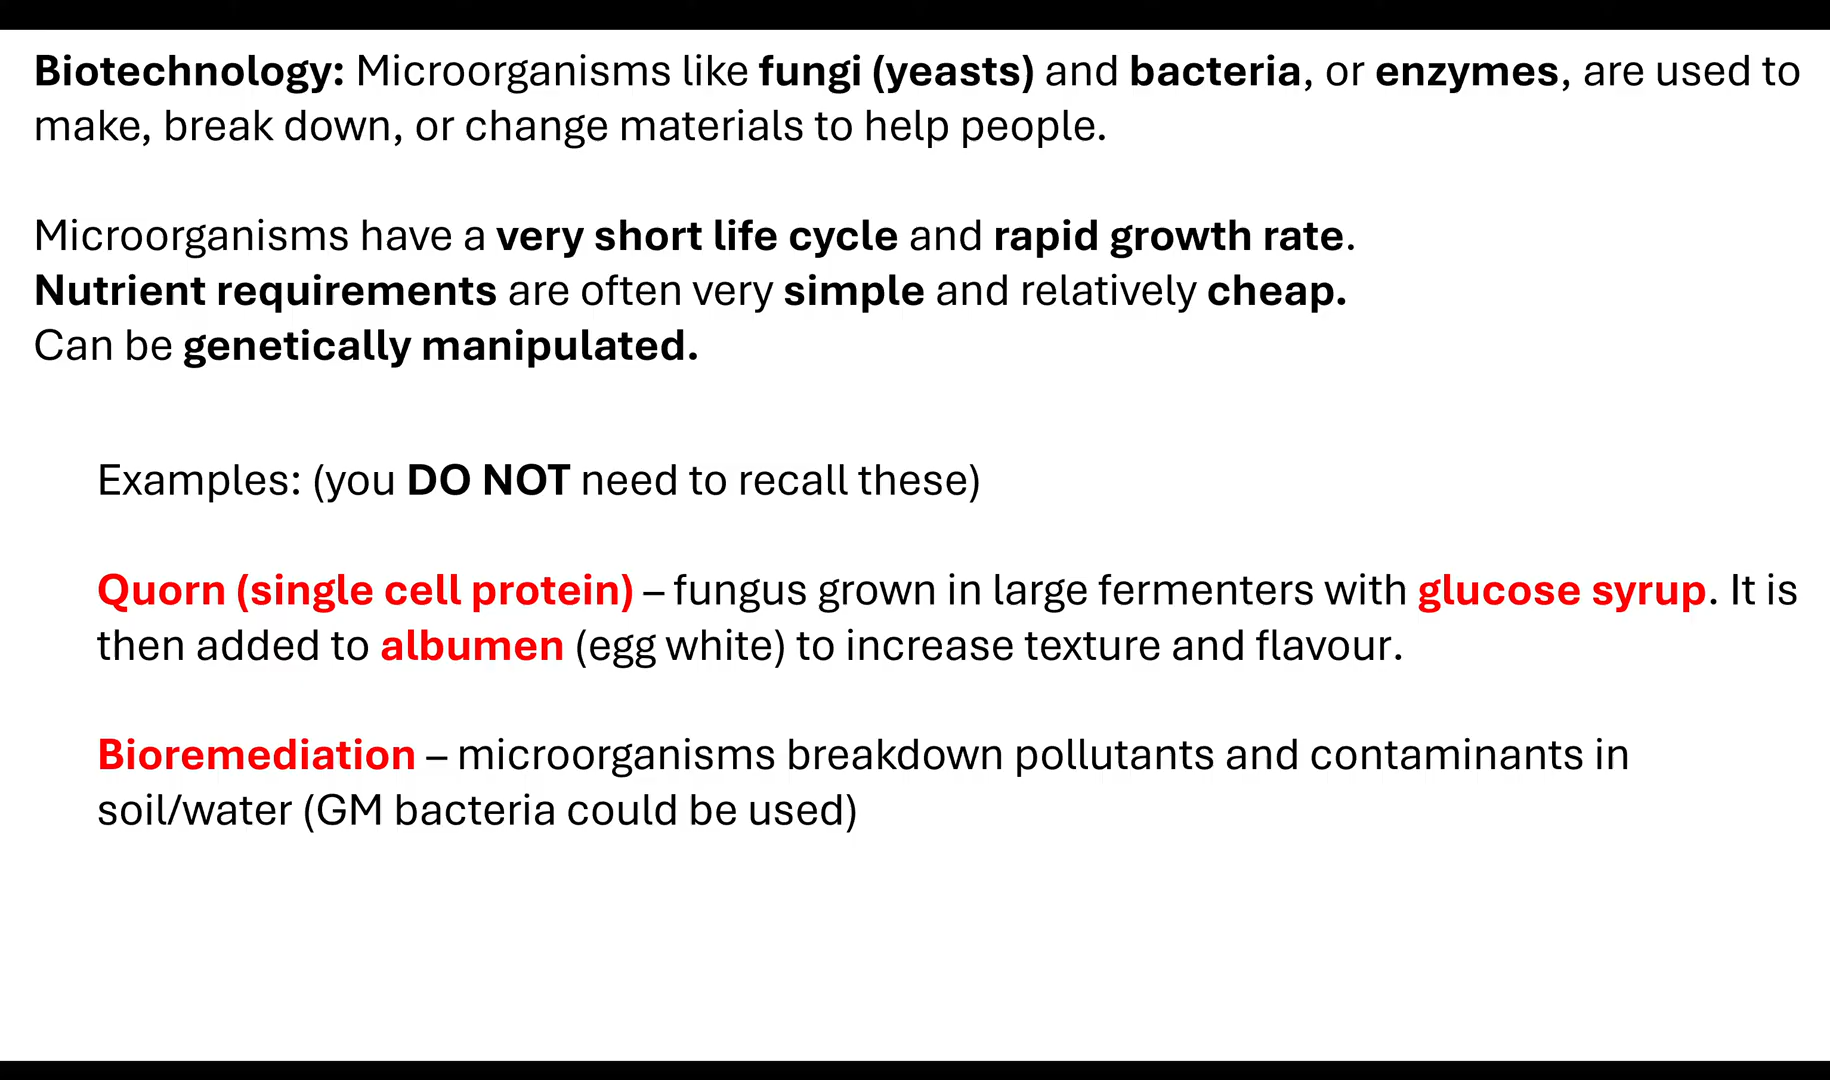 Biotechnology: Microorganisms like fungi (yeasts) and bacteria, or enzymes, are used to
make, break down, or change materials to help people.
Microorganisms have a very short life cycle and rapid growth rate.
Nutrient requirements are often very simple and relatively cheap.
Can be genetically manipulated.
Examples: (you DO NOT need to recall these)
Quorn (single cell protein) – fungus grown in large fermenters with glucose syrup. It is
then added to albumen (egg white) to increase texture and flavour.
Bioremediation – microorganisms breakdown pollutants and contaminants in
soil/water (GM bacteria could be used)